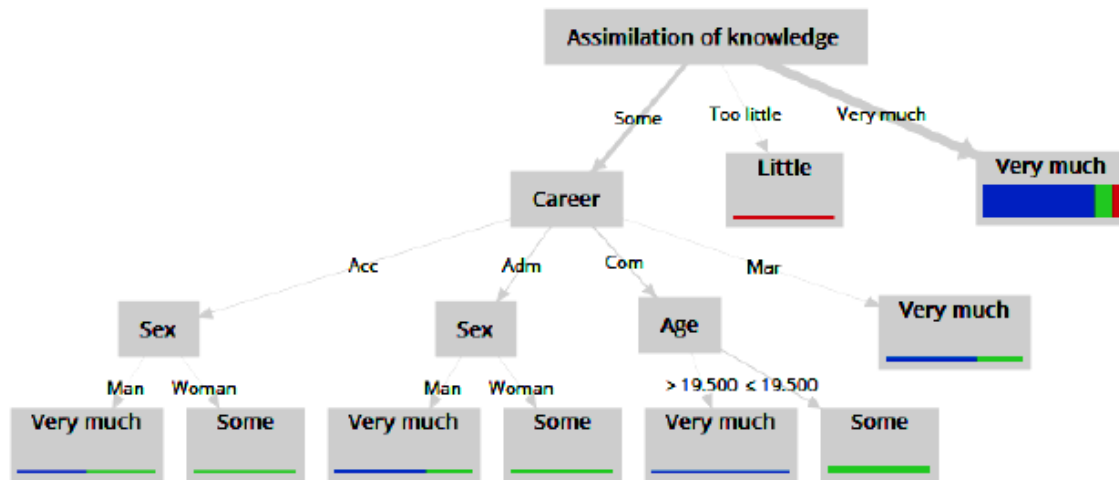 Assimilation of knowledge
Some
Too little
Very much
Little
Very much
Career
Acc
Adm
Com
Mar
Sex
Sex
Age
Very much
Man
Woman
Man
Woman
> 19.500
< 19.500
Very much
Some
Very much
Some
Very much
Some